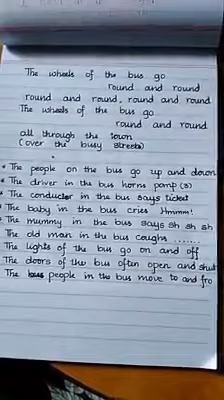 The wheels of the bus go
round and round
round and round, round and round
The wheels of the bus go
round and round
all through the town
(over the busy streets)
* The people on the bus go up and down
* The driver in the bus horns pomp (3)
* The conductor in the bus says ticket
* The baby in the bus cries Hmmm!
* The mummy in the bus says sh sh sh
The old man in the bus coughs .......
The lights of the bus go on and off
The doors of the bus often open and shut
The people in the bus move to and fro